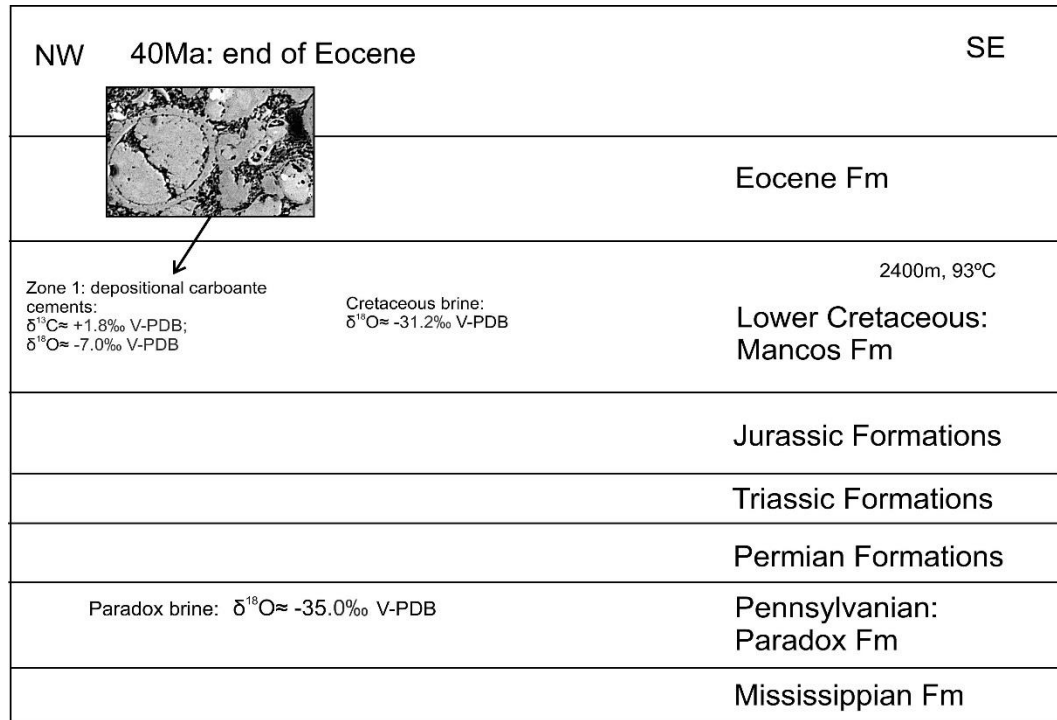 NW 40Ma: end of Eocene SE
Eocene Fm
Zone 1: depositional carboante
cements:
δ¹³C≈ +1.8‰ V-PDB;
δ¹⁸O≈ -7.0‰ V-PDB
Cretaceous brine:
δ¹⁸O≈ -31.2‰ V-PDB
2400m, 93ºC
Lower Cretaceous:
Mancos Fm
Jurassic Formations
Triassic Formations
Permian Formations
Paradox brine: δ¹⁸O≈ -35.0‰ V-PDB
Pennsylvanian:
Paradox Fm
Mississippian Fm